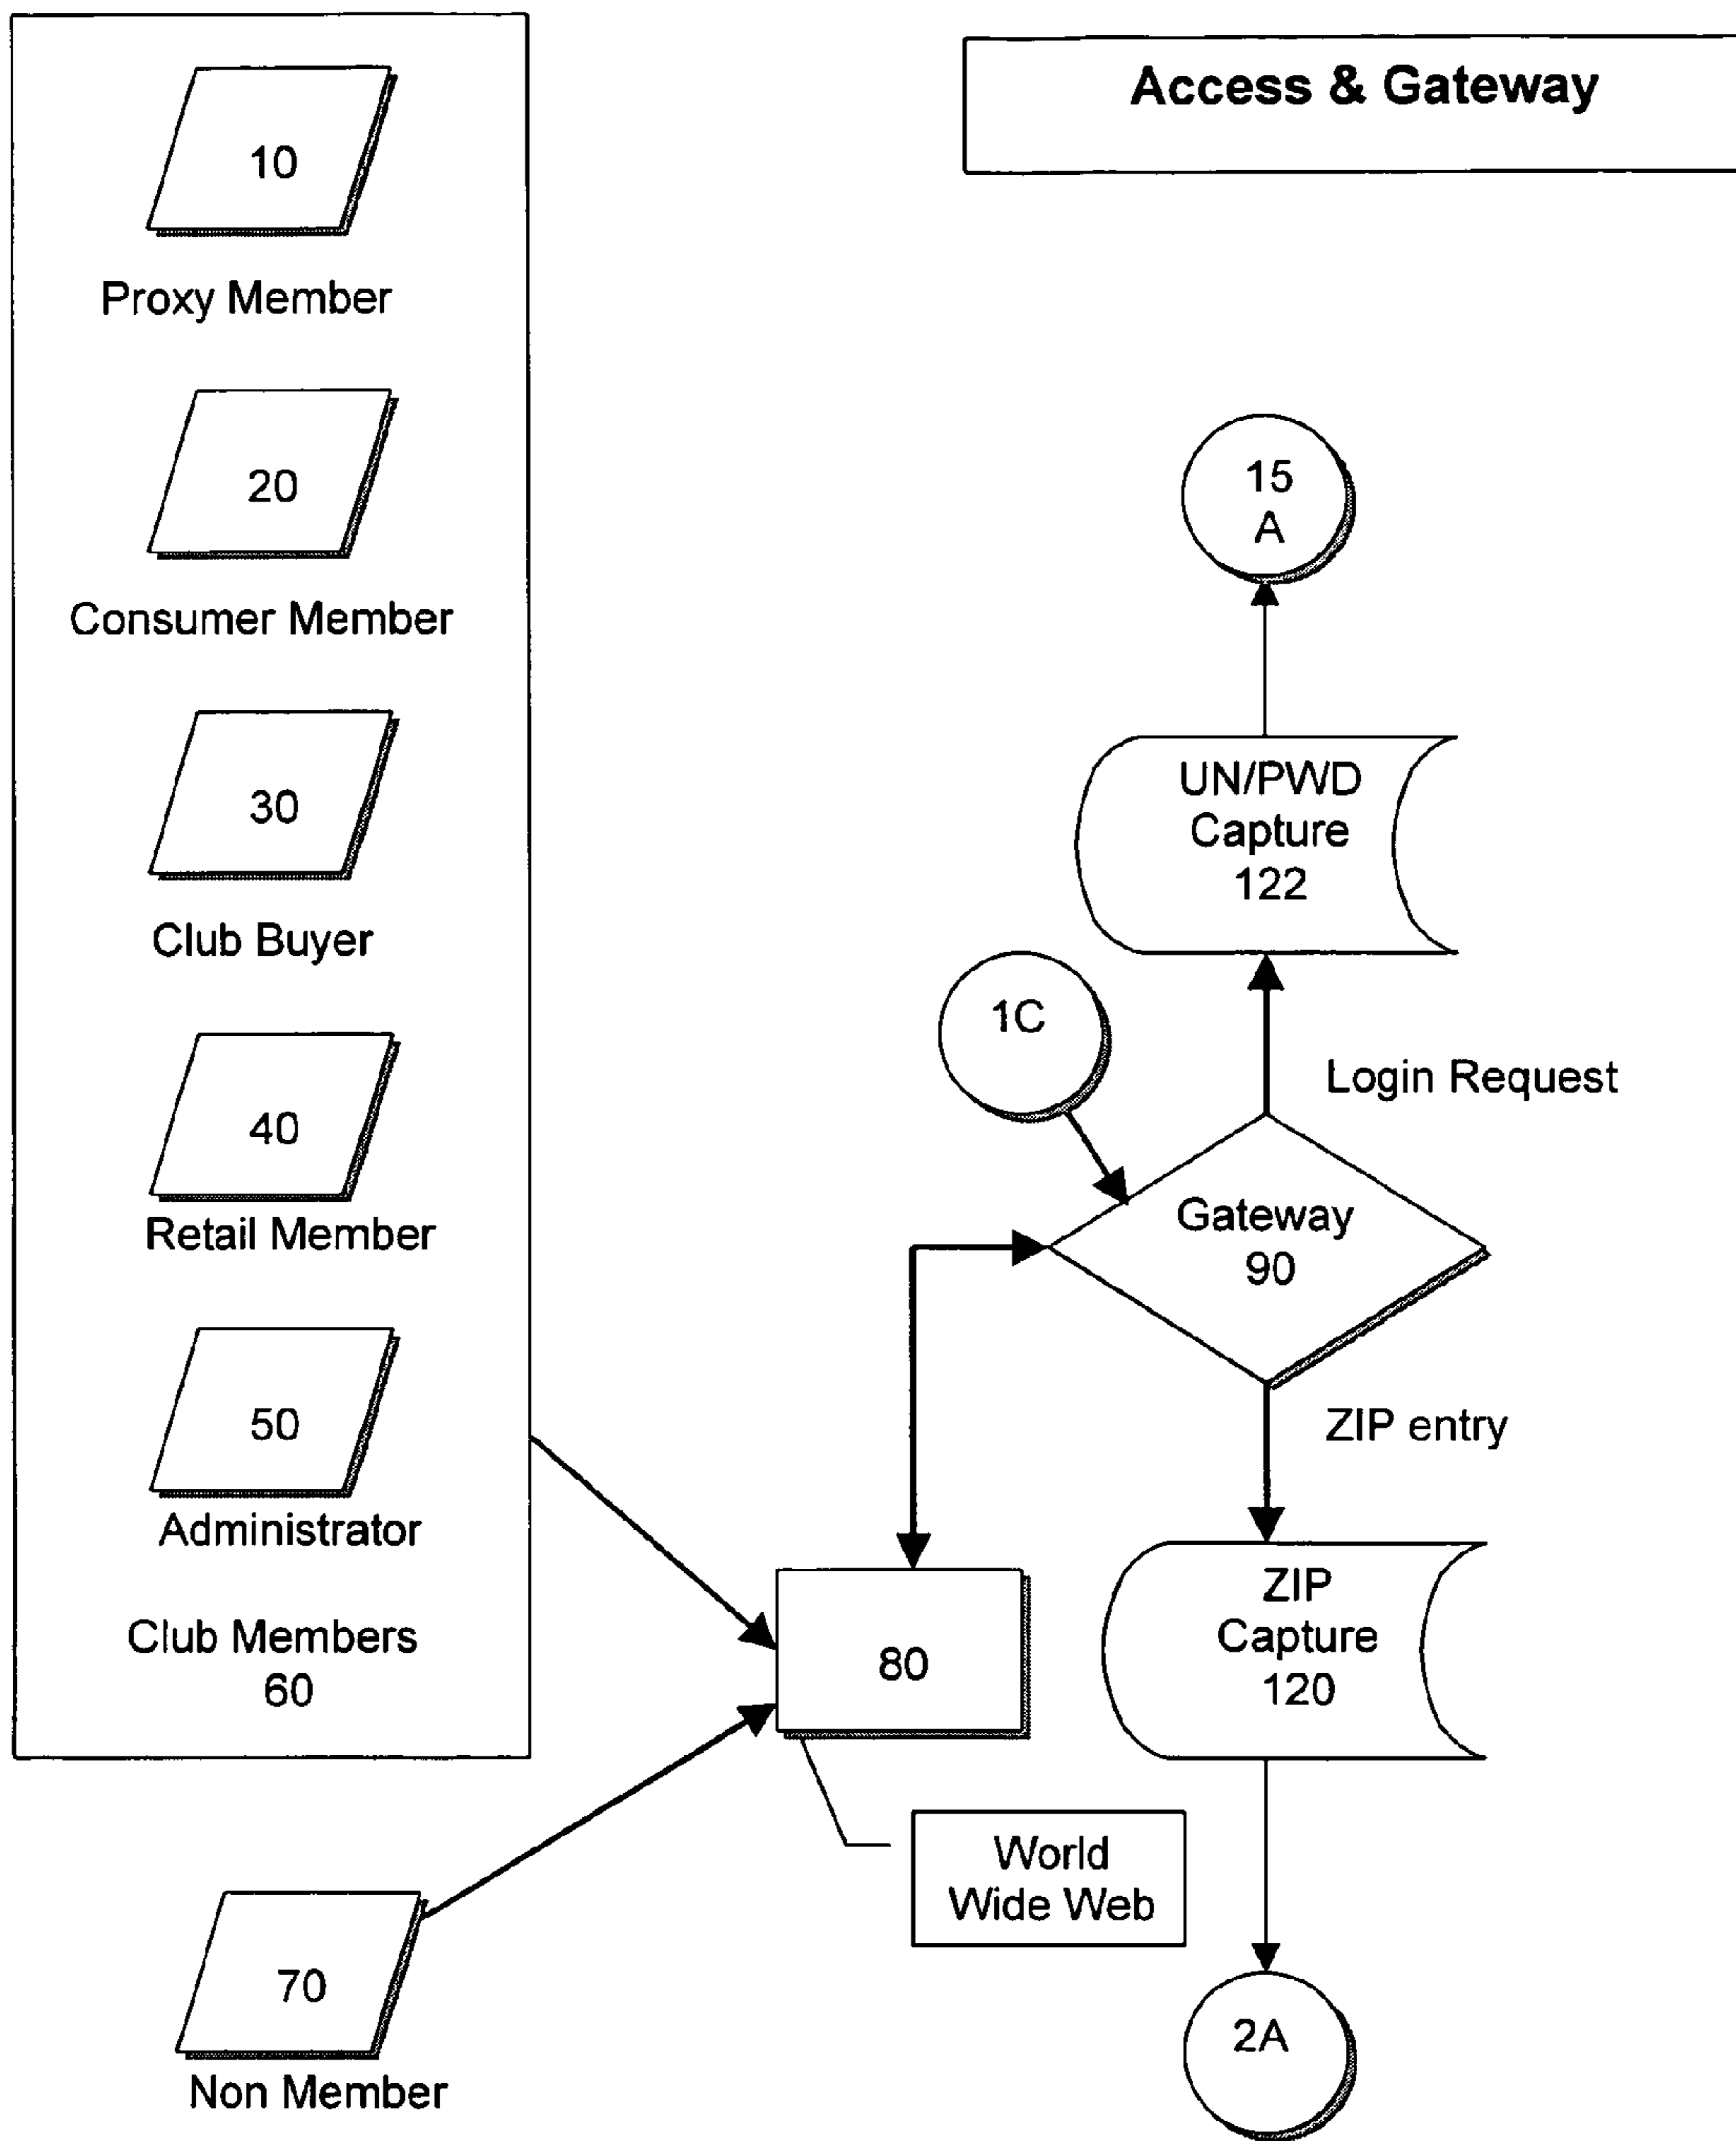 Access & Gateway
10
Proxy Member
20
Consumer Member
30
Club Buyer
40
Retail Member
50
Administrator
Club Members
60
70
Non Member
15
A
UN/PWD
Capture
122
1C
Login Request
Gateway
90
ZIP entry
80
ZIP
Capture
120
World
Wide Web
2A